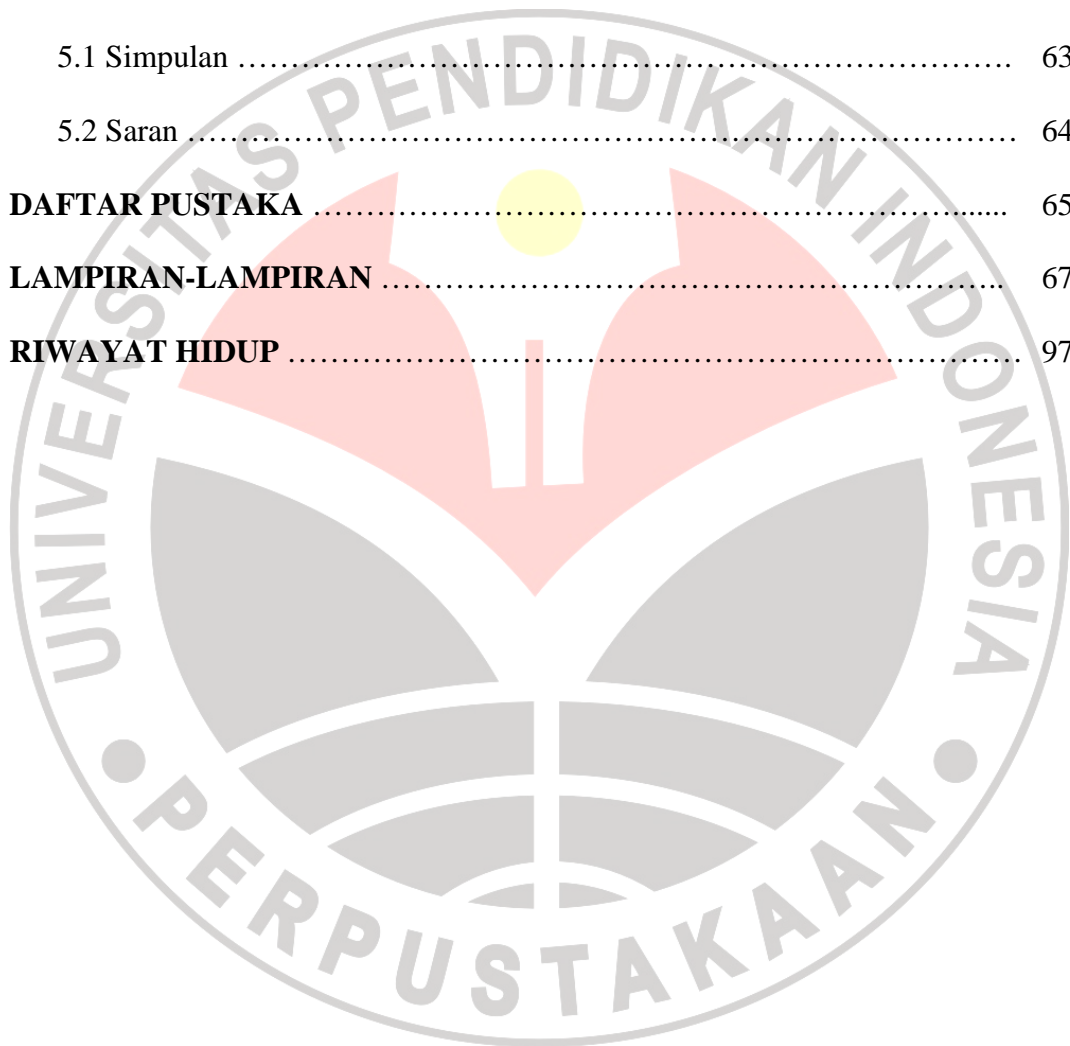 5.1 Simpulan …………………………………………………………………. 63
5.2 Saran ……………………………………………………………………… 64
DAFTAR PUSTAKA ……………………………………………………....... 65
LAMPIRAN-LAMPIRAN ………………………………………………….. 67
RIWAYAT HIDUP …………………………………………………………… 97
UNIVERSITAS PENDIDIKAN INDONESIA
PERPUSTAKAAN